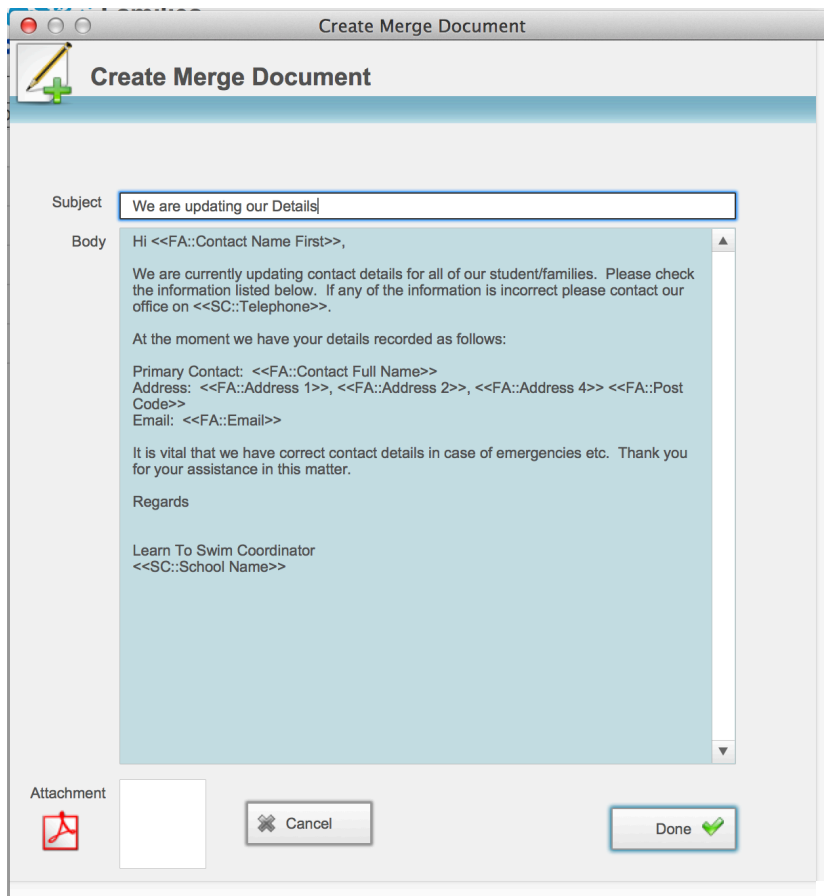 Families
Create Merge Document
Create Merge Document
Subject
We are updating our Details
Body
Hi <<FA::Contact Name First>>,
We are currently updating contact details for all of our student/families.  Please check
the information listed below.  If any of the information is incorrect please contact our
office on <<SC::Telephone>>.
At the moment we have your details recorded as follows:
Primary Contact:  <<FA::Contact Full Name>>
Address:  <<FA::Address 1>>, <<FA::Address 2>>, <<FA::Address 4>> <<FA::Post
Code>>
Email:  <<FA::Email>>
It is vital that we have correct contact details in case of emergencies etc.  Thank you
for your assistance in this matter.
Regards
Learn To Swim Coordinator
<<SC::School Name>>
Attachment
Cancel
Done